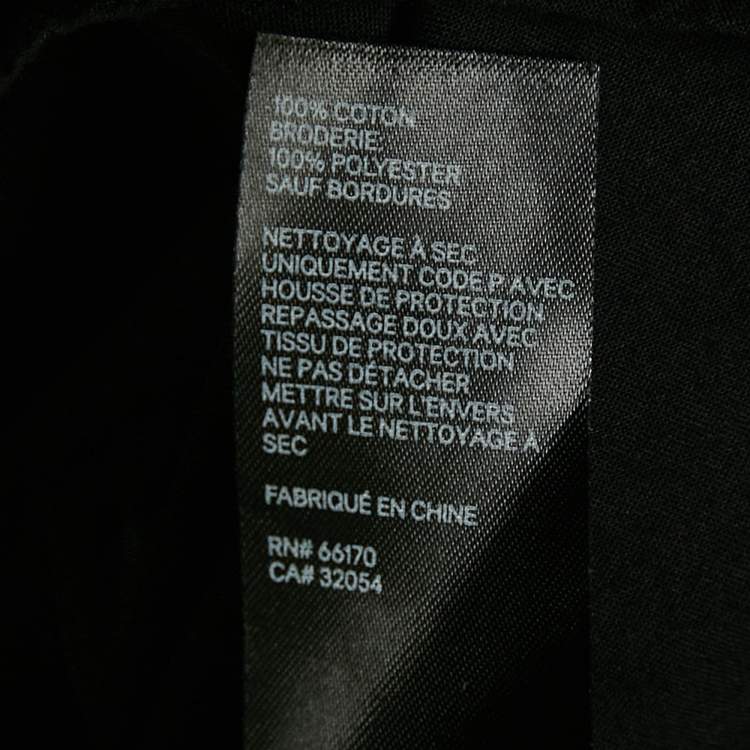 100% COTON
BRODERIE:
100% POLYESTER
SAUF BORDURES
NETTOYAGE À SEC
UNIQUEMENT CODE P AVEC
HOUSSE DE PROTECTION
REPASSAGE DOUX AVEC
TISSU DE PROTECTION
NE PAS DÉTACHER
METTRE SUR L'ENVERS
AVANT LE NETTOYAGE À
SEC
FABRIQUÉ EN CHINE
RN# 66170
CA# 32054